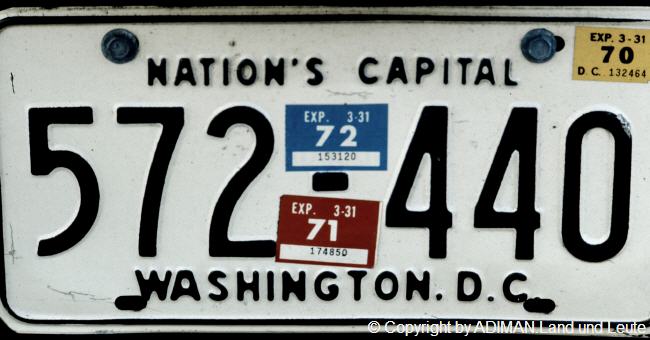 NATION'S CAPITAL
EXP. 3-31
70
D.C. 132464
572-440
EXP. 3-31
72
153120
EXP. 3-31
71
174850
WASHINGTON, D.C.
© Copyright by ADIMAN Land und Leute